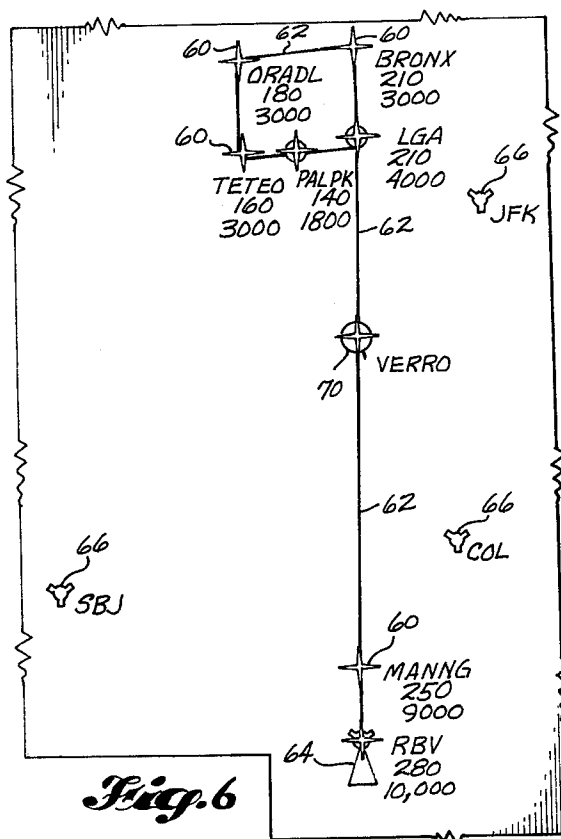 62
60
60
ORADL
180
3000
BRONX
210
3000
60
LGA
210
4000
TETEO
160
3000
PALPK
140
1800
66
JFK
62
70
VERRO
62
66
COL
66
SBJ
60
MANNG
250
9000
64
RBV
280
10,000
Fig. 6